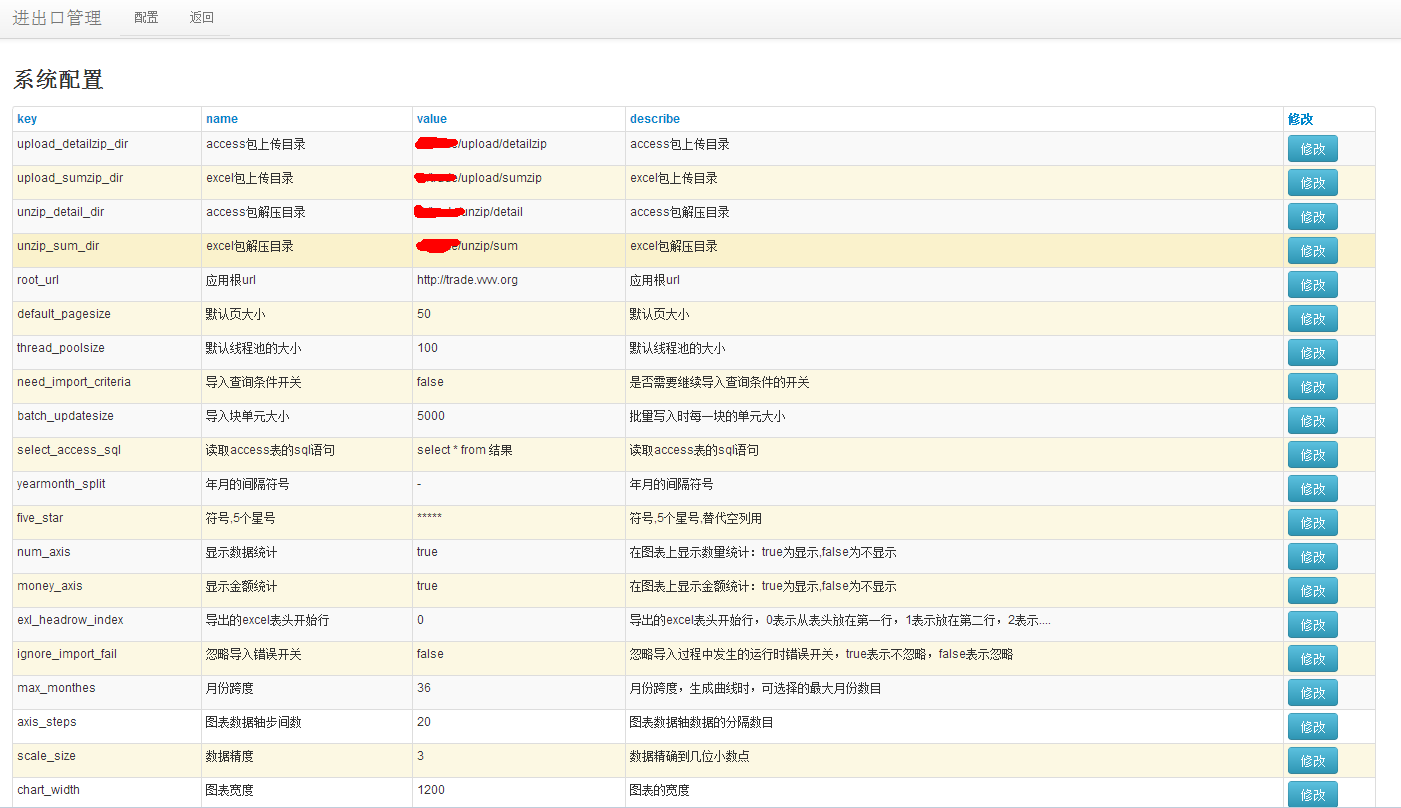 进出口管理 配置 返回
系统配置
key name value describe 修改
upload_detailzip_dir access包上传目录 /upload/detailzip access包上传目录 修改
upload_sumzip_dir excel包上传目录 /upload/sumzip excel包上传目录 修改
unzip_detail_dir access包解压目录 unzip/detail access包解压目录 修改
unzip_sum_dir excel包解压目录 /unzip/sum excel包解压目录 修改
root_url 应用根url http://trade.vvvv.org 应用根url 修改
default_pagesize 默认页大小 50 默认页大小 修改
thread_poolsize 默认线程池的大小 100 默认线程池的大小 修改
need_import_criteria 导入查询条件开关 false 是否需要继续导入查询条件的开关 修改
batch_updatesize 导入块单元大小 5000 批量写入时每一块的单元大小 修改
select_access_sql 读取access表的sql语句 select * from 结果 读取access表的sql语句 修改
yearmonth_split 年月的间隔符号 - 年月的间隔符号 修改
five_star 符号,5个星号 ***** 符号,5个星号,替代空列用 修改
num_axis 显示数据统计 true 在图表上显示数量统计：true为显示,false为不显示 修改
money_axis 显示金额统计 true 在图表上显示金额统计：true为显示,false为不显示 修改
exl_headrow_index 导出的excel表头开始行 0 导出的excel表头开始行，0表示从表头放在第一行，1表示放在第二行，2表示.... 修改
ignore_import_fail 忽略导入错误开关 false 忽略导入过程中发生的运行时错误开关，true表示不忽略，false表示忽略 修改
max_monthes 月份跨度 36 月份跨度，生成曲线时，可选择的最大月份数目 修改
axis_steps 图表数据轴步间数 20 图表数据轴数据的分隔数目 修改
scale_size 数据精度 3 数据精确到几位小数点 修改
chart_width 图表宽度 1200 图表的宽度 修改